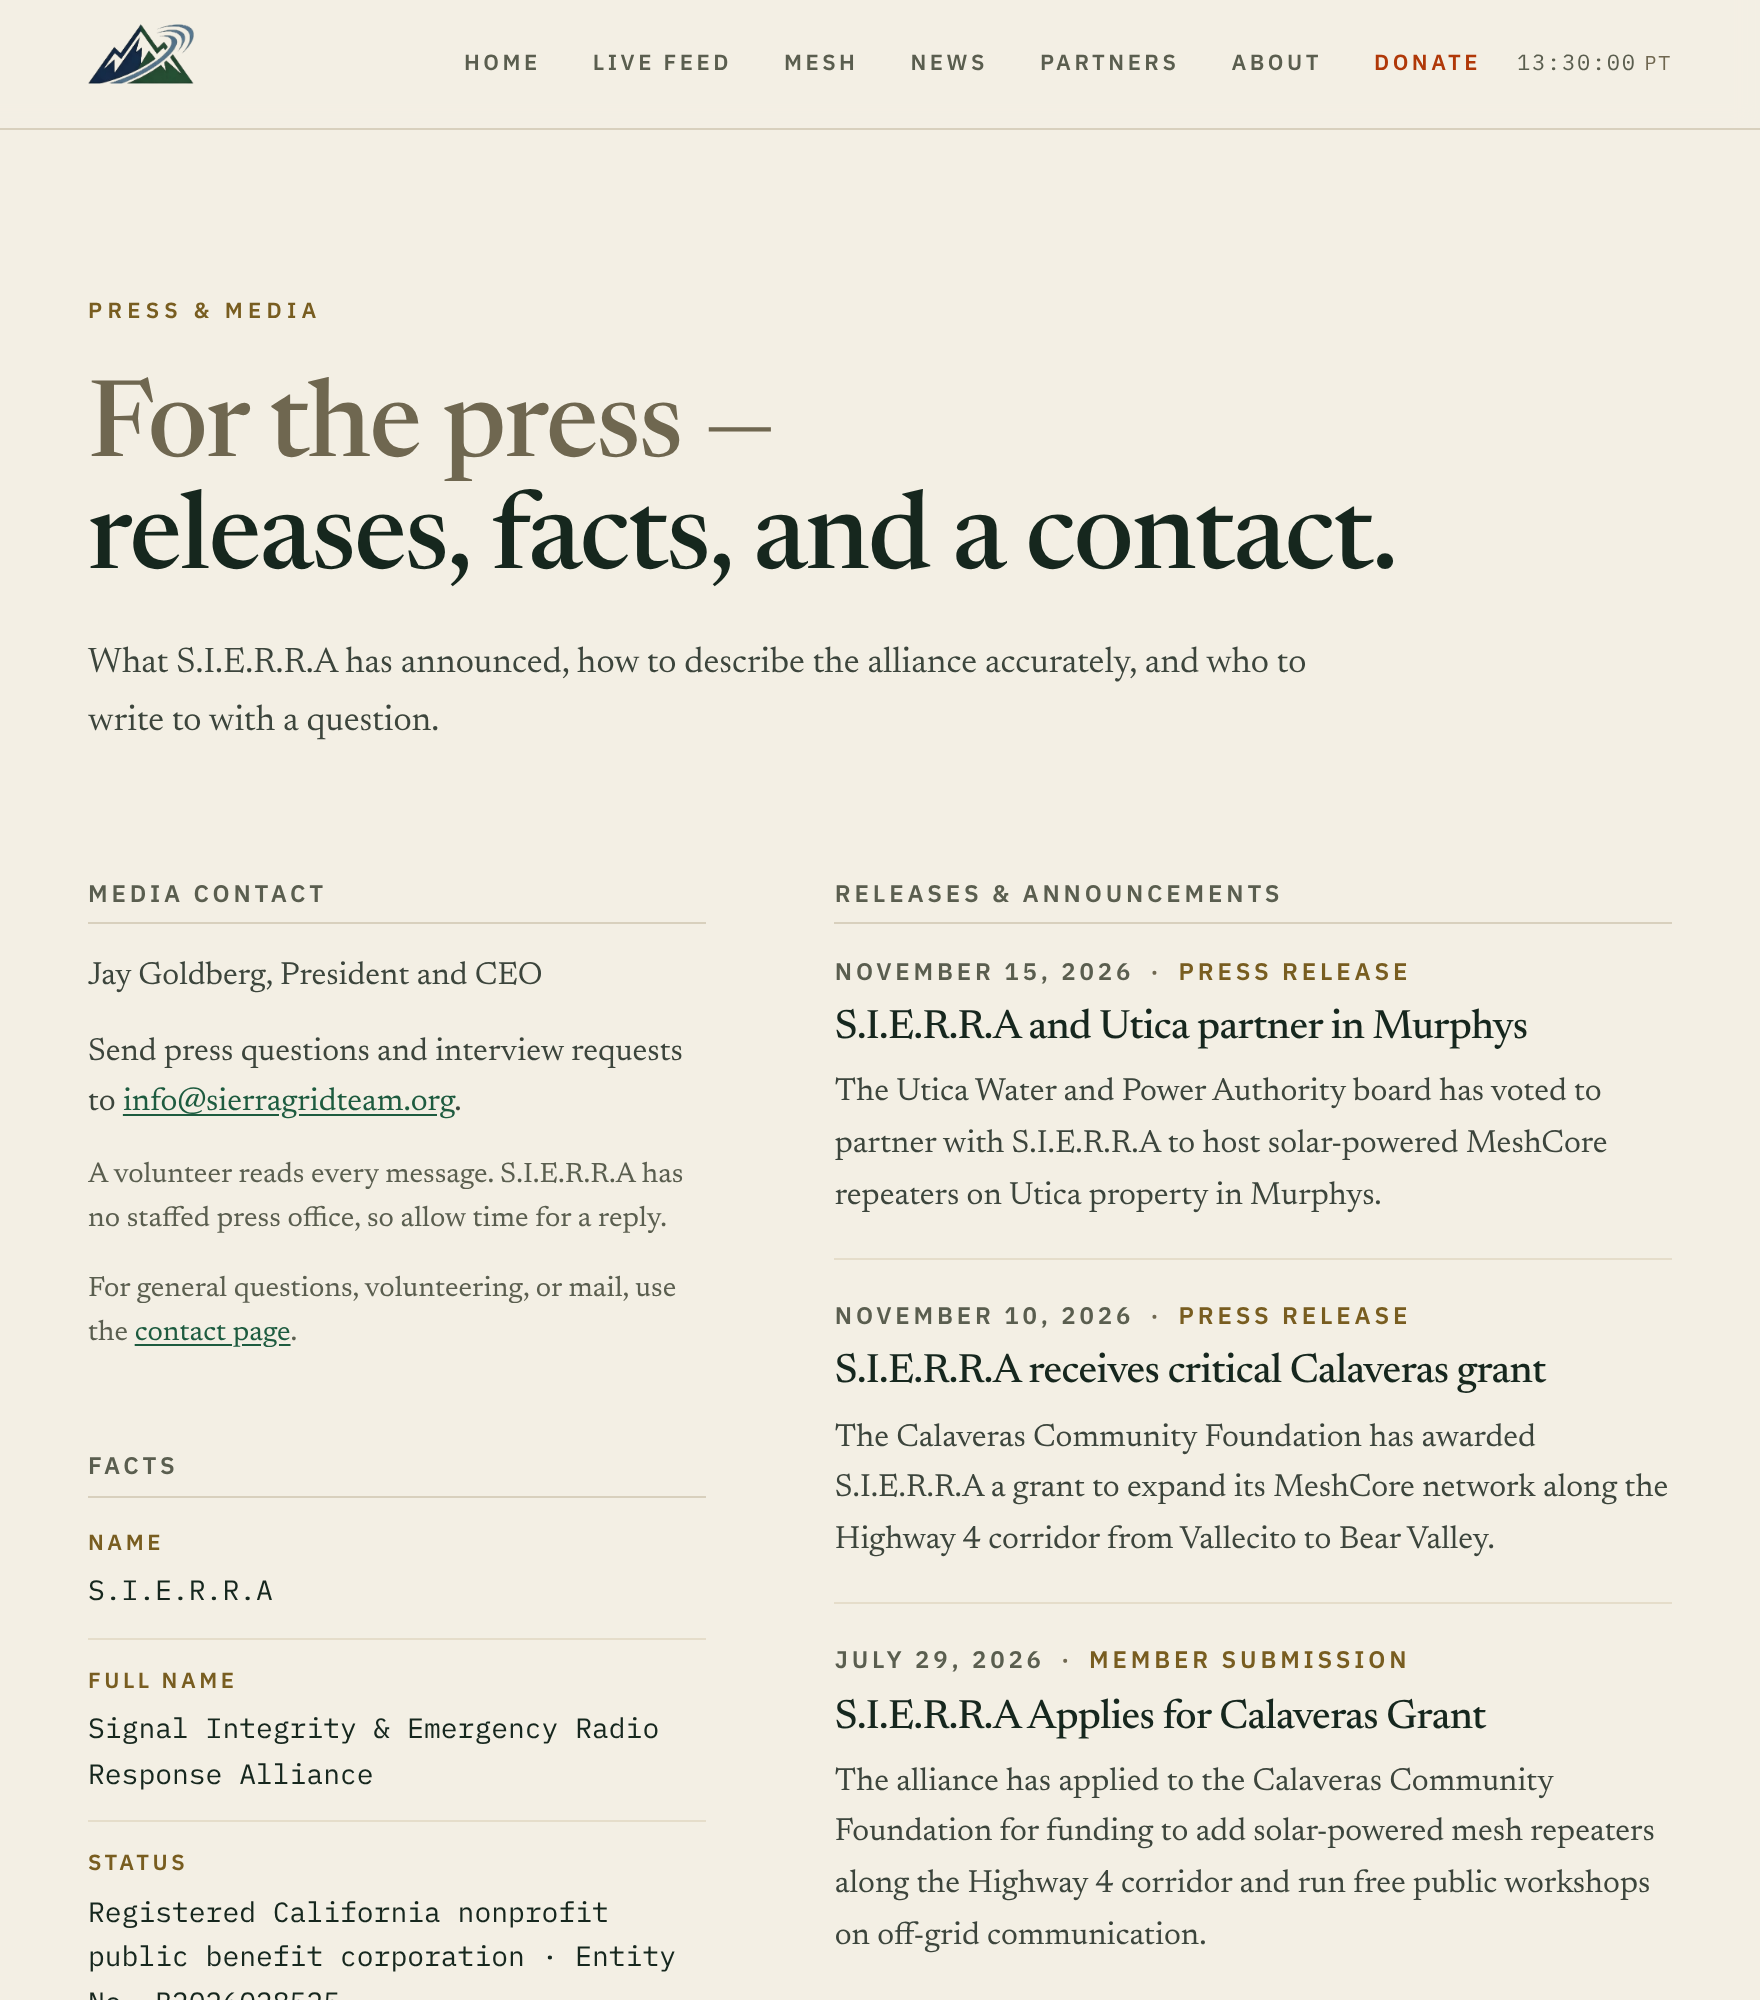 HOME LIVE FEED MESH NEWS PARTNERS ABOUT DONATE 13:30:00 PT
PRESS & MEDIA
For the press —
releases, facts, and a contact.
What S.I.E.R.R.A has announced, how to describe the alliance accurately, and who to
write to with a question.
MEDIA CONTACT
Jay Goldberg, President and CEO
Send press questions and interview requests
to info@sierragridteam.org.
A volunteer reads every message. S.I.E.R.R.A has
no staffed press office, so allow time for a reply.
For general questions, volunteering, or mail, use
the contact page.
FACTS
NAME
S.I.E.R.R.A
FULL NAME
Signal Integrity & Emergency Radio
Response Alliance
STATUS
Registered California nonprofit
public benefit corporation · Entity
RELEASES & ANNOUNCEMENTS
NOVEMBER 15, 2026 · PRESS RELEASE
S.I.E.R.R.A and Utica partner in Murphys
The Utica Water and Power Authority board has voted to
partner with S.I.E.R.R.A to host solar-powered MeshCore
repeaters on Utica property in Murphys.
NOVEMBER 10, 2026 · PRESS RELEASE
S.I.E.R.R.A receives critical Calaveras grant
The Calaveras Community Foundation has awarded
S.I.E.R.R.A a grant to expand its MeshCore network along the
Highway 4 corridor from Vallecito to Bear Valley.
JULY 29, 2026 · MEMBER SUBMISSION
S.I.E.R.R.A Applies for Calaveras Grant
The alliance has applied to the Calaveras Community
Foundation for funding to add solar-powered mesh repeaters
along the Highway 4 corridor and run free public workshops
on off-grid communication.